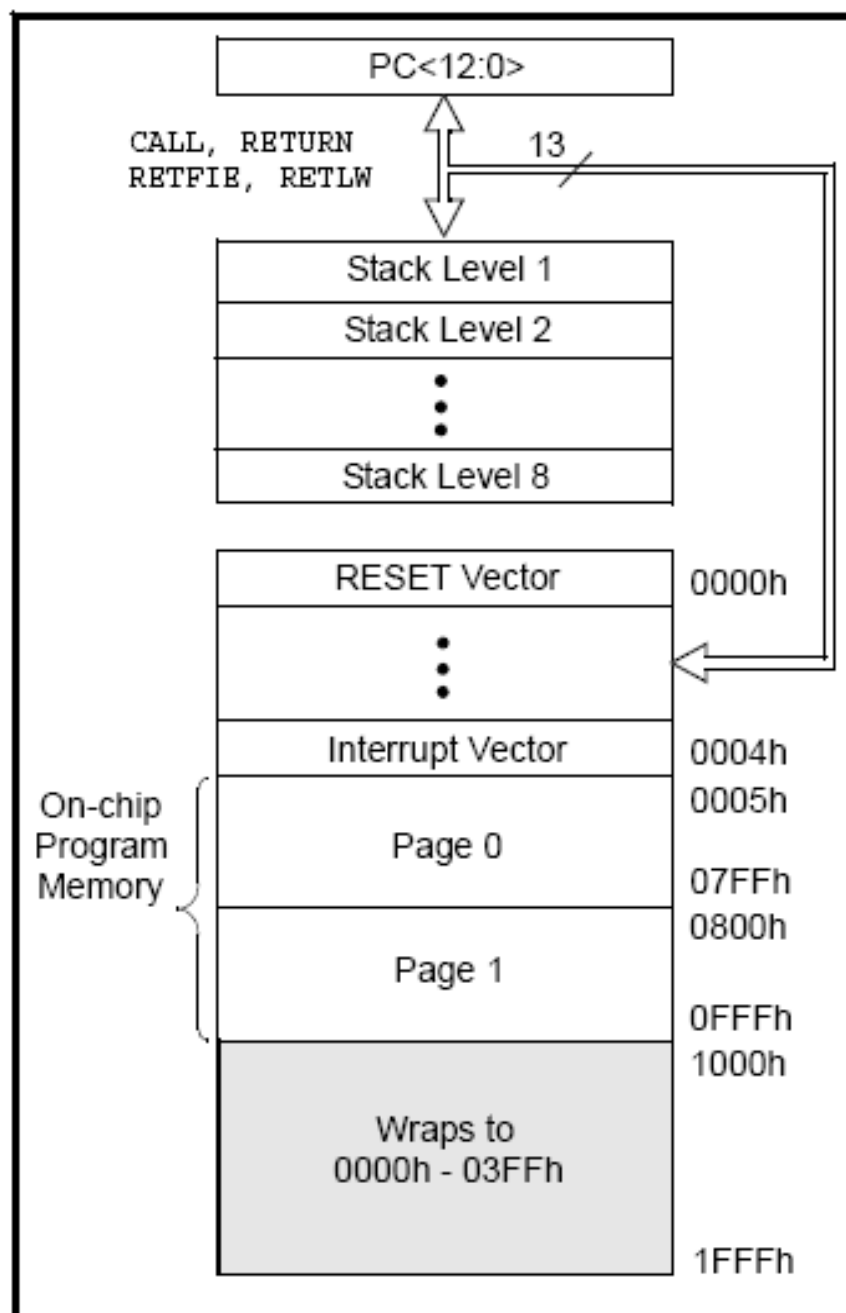 PC<12:0>
CALL, RETURN
RETFIE, RETLW
13
Stack Level 1
Stack Level 2
Stack Level 8
RESET Vector
0000h
Interrupt Vector
0004h
On-chip
Program
Memory
0005h
Page 0
07FFh
0800h
Page 1
0FFFh
1000h
Wraps to
0000h - 03FFh
1FFFh